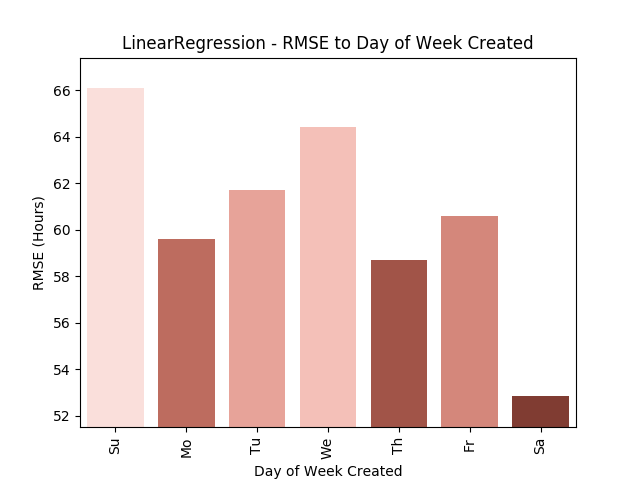 LinearRegression - RMSE to Day of Week Created
66
64
62
60
58
56
54
52
RMSE (Hours)
Su
Mo
Tu
We
Th
Fr
Sa
Day of Week Created